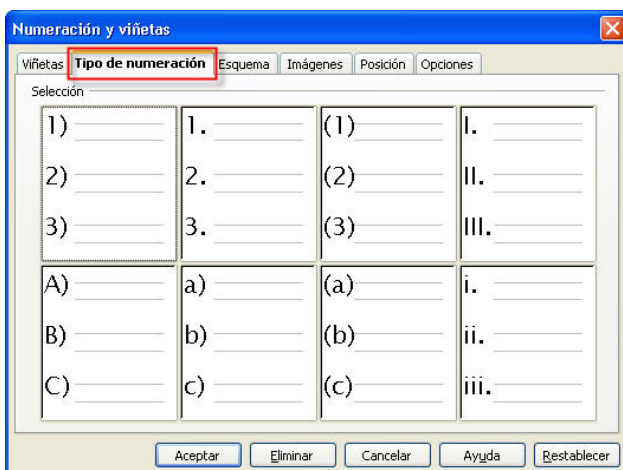 Numeración y viñetas
Viñetas Tipo de numeración Esquema Imágenes Posición Opciones
Selección
1) 1. (1) I.
2) 2. (2) II.
3) 3. (3) III.
A) a) (a) i.
B) b) (b) ii.
C) c) (c) iii.
Aceptar Eliminar Cancelar Ayuda Restablecer